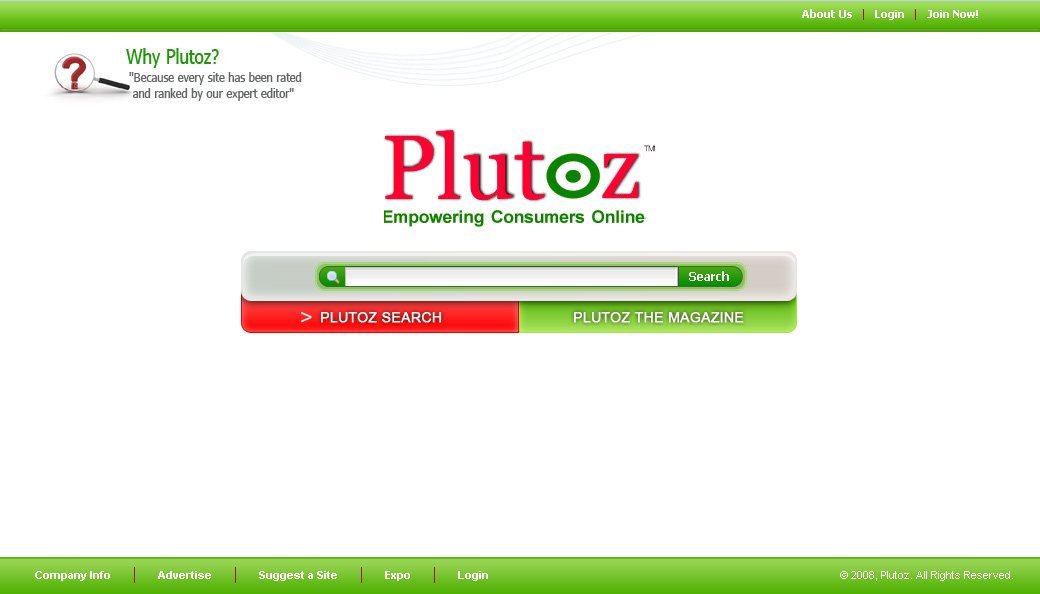 About Us | Login | Join Now!
Why Plutoz?
"Because every site has been rated
and ranked by our expert editor"
Plutoz™
Empowering Consumers Online
Search
> PLUTOZ SEARCH
PLUTOZ THE MAGAZINE
Company Info | Advertise | Suggest a Site | Expo | Login
© 2008, Plutoz. All Rights Reserved.